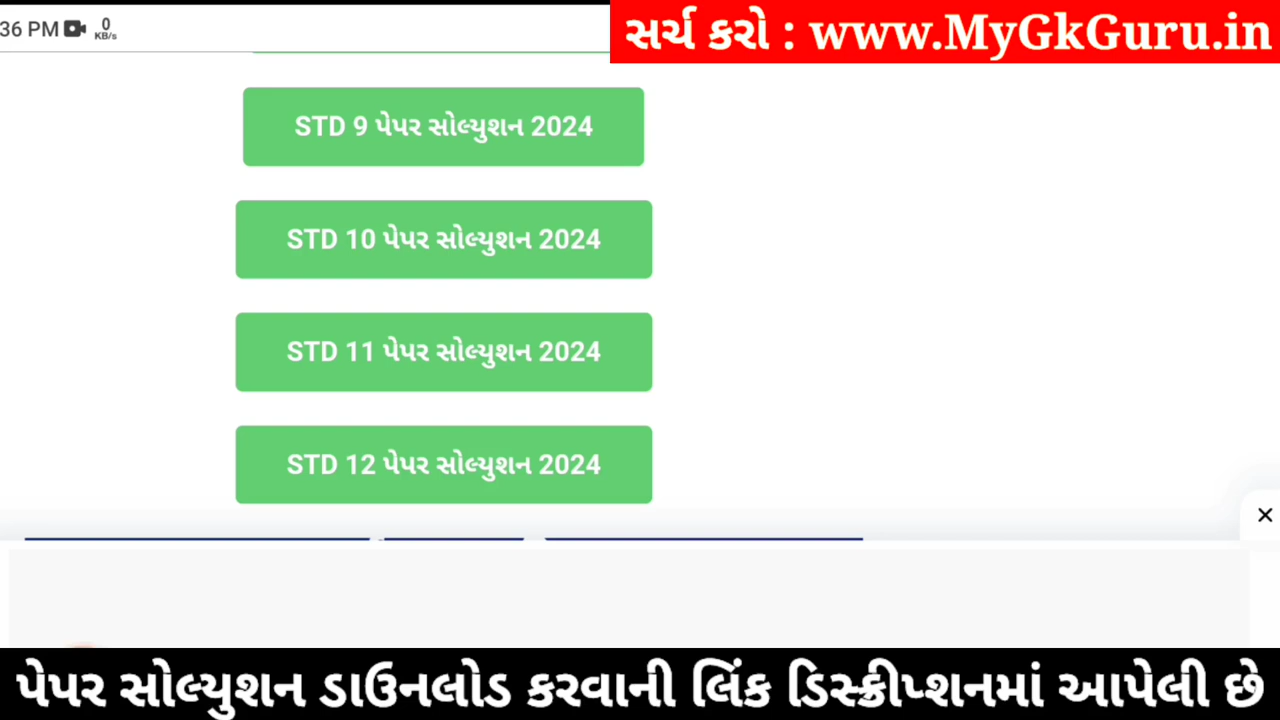 36 PM 0 KB/s
સર્ચ કરો : www.MyGkGuru.in
STD 9 પેપર સોલ્યુશન 2024
STD 10 પેપર સોલ્યુશન 2024
STD 11 પેપર સોલ્યુશન 2024
STD 12 પેપર સોલ્યુશન 2024
પેપર સોલ્યુશન ડાઉનલોડ કરવાની લિંક ડિસ્ક્રીપ્શનમાં આપેલી છે